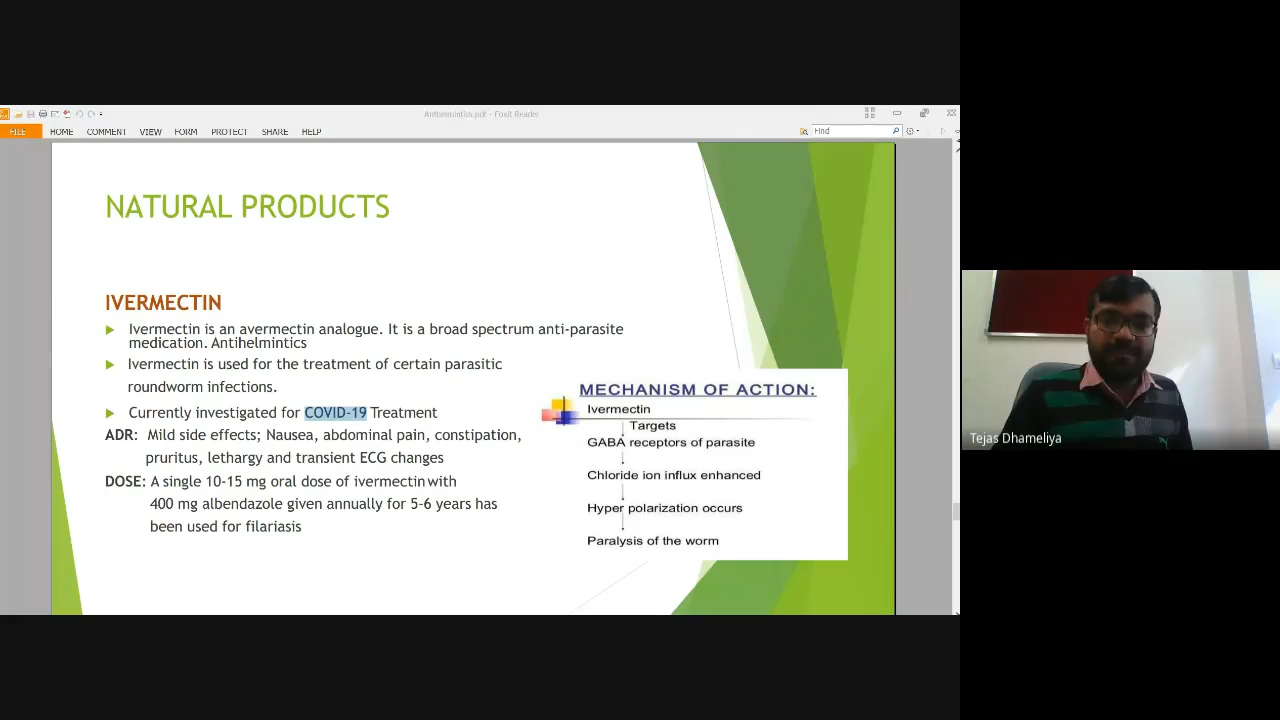 Anthelmintics.pdf - Foxit Reader
FILE HOME COMMENT VIEW FORM PROTECT SHARE HELP
Find
NATURAL PRODUCTS
IVERMECTIN
Ivermectin is an avermectin analogue. It is a broad spectrum anti-parasite
medication. Antihelmintics
Ivermectin is used for the treatment of certain parasitic
roundworm infections.
Currently investigated for COVID-19 Treatment
ADR: Mild side effects; Nausea, abdominal pain, constipation,
pruritus, lethargy and transient ECG changes
DOSE: A single 10-15 mg oral dose of ivermectin with
400 mg albendazole given annually for 5-6 years has
been used for filariasis
MECHANISM OF ACTION:
Ivermectin
Targets
GABA receptors of parasite
Chloride ion influx enhanced
Hyper polarization occurs
Paralysis of the worm
Tejas Dhameliya